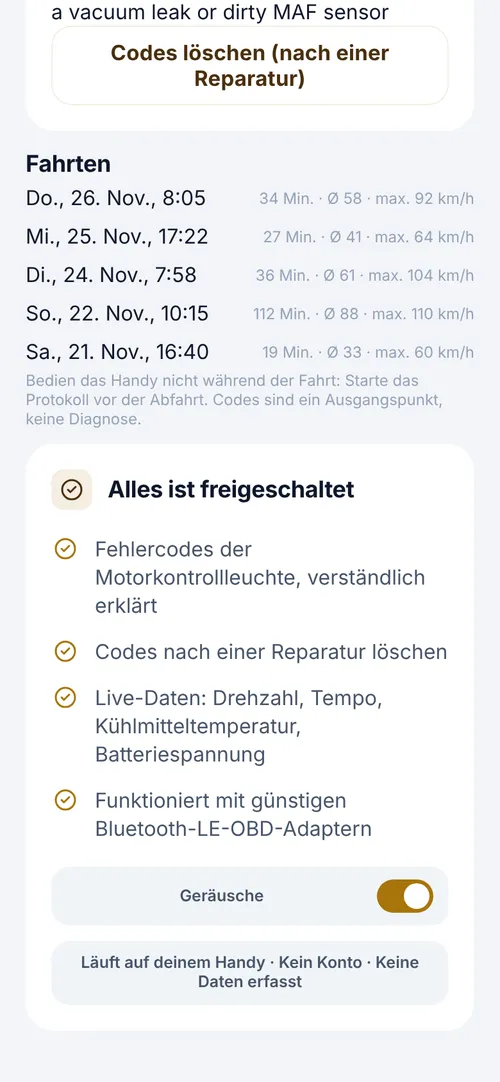 a vacuum leak or dirty MAF sensor
Codes löschen (nach einer
Reparatur)
Fahrten
Do., 26. Nov., 8:05 34 Min. · Ø 58 · max. 92 km/h
Mi., 25. Nov., 17:22 27 Min. · Ø 41 · max. 64 km/h
Di., 24. Nov., 7:58 36 Min. · Ø 61 · max. 104 km/h
So., 22. Nov., 10:15 112 Min. · Ø 88 · max. 110 km/h
Sa., 21. Nov., 16:40 19 Min. · Ø 33 · max. 60 km/h
Bedien das Handy nicht während der Fahrt: Starte das
Protokoll vor der Abfahrt. Codes sind ein Ausgangspunkt,
keine Diagnose.
Alles ist freigeschaltet
Fehlercodes der
Motorkontrollleuchte, verständlich
erklärt
Codes nach einer Reparatur löschen
Live-Daten: Drehzahl, Tempo,
Kühlmitteltemperatur,
Batteriespannung
Funktioniert mit günstigen
Bluetooth-LE-OBD-Adaptern
Geräusche
Läuft auf deinem Handy · Kein Konto · Keine
Daten erfasst